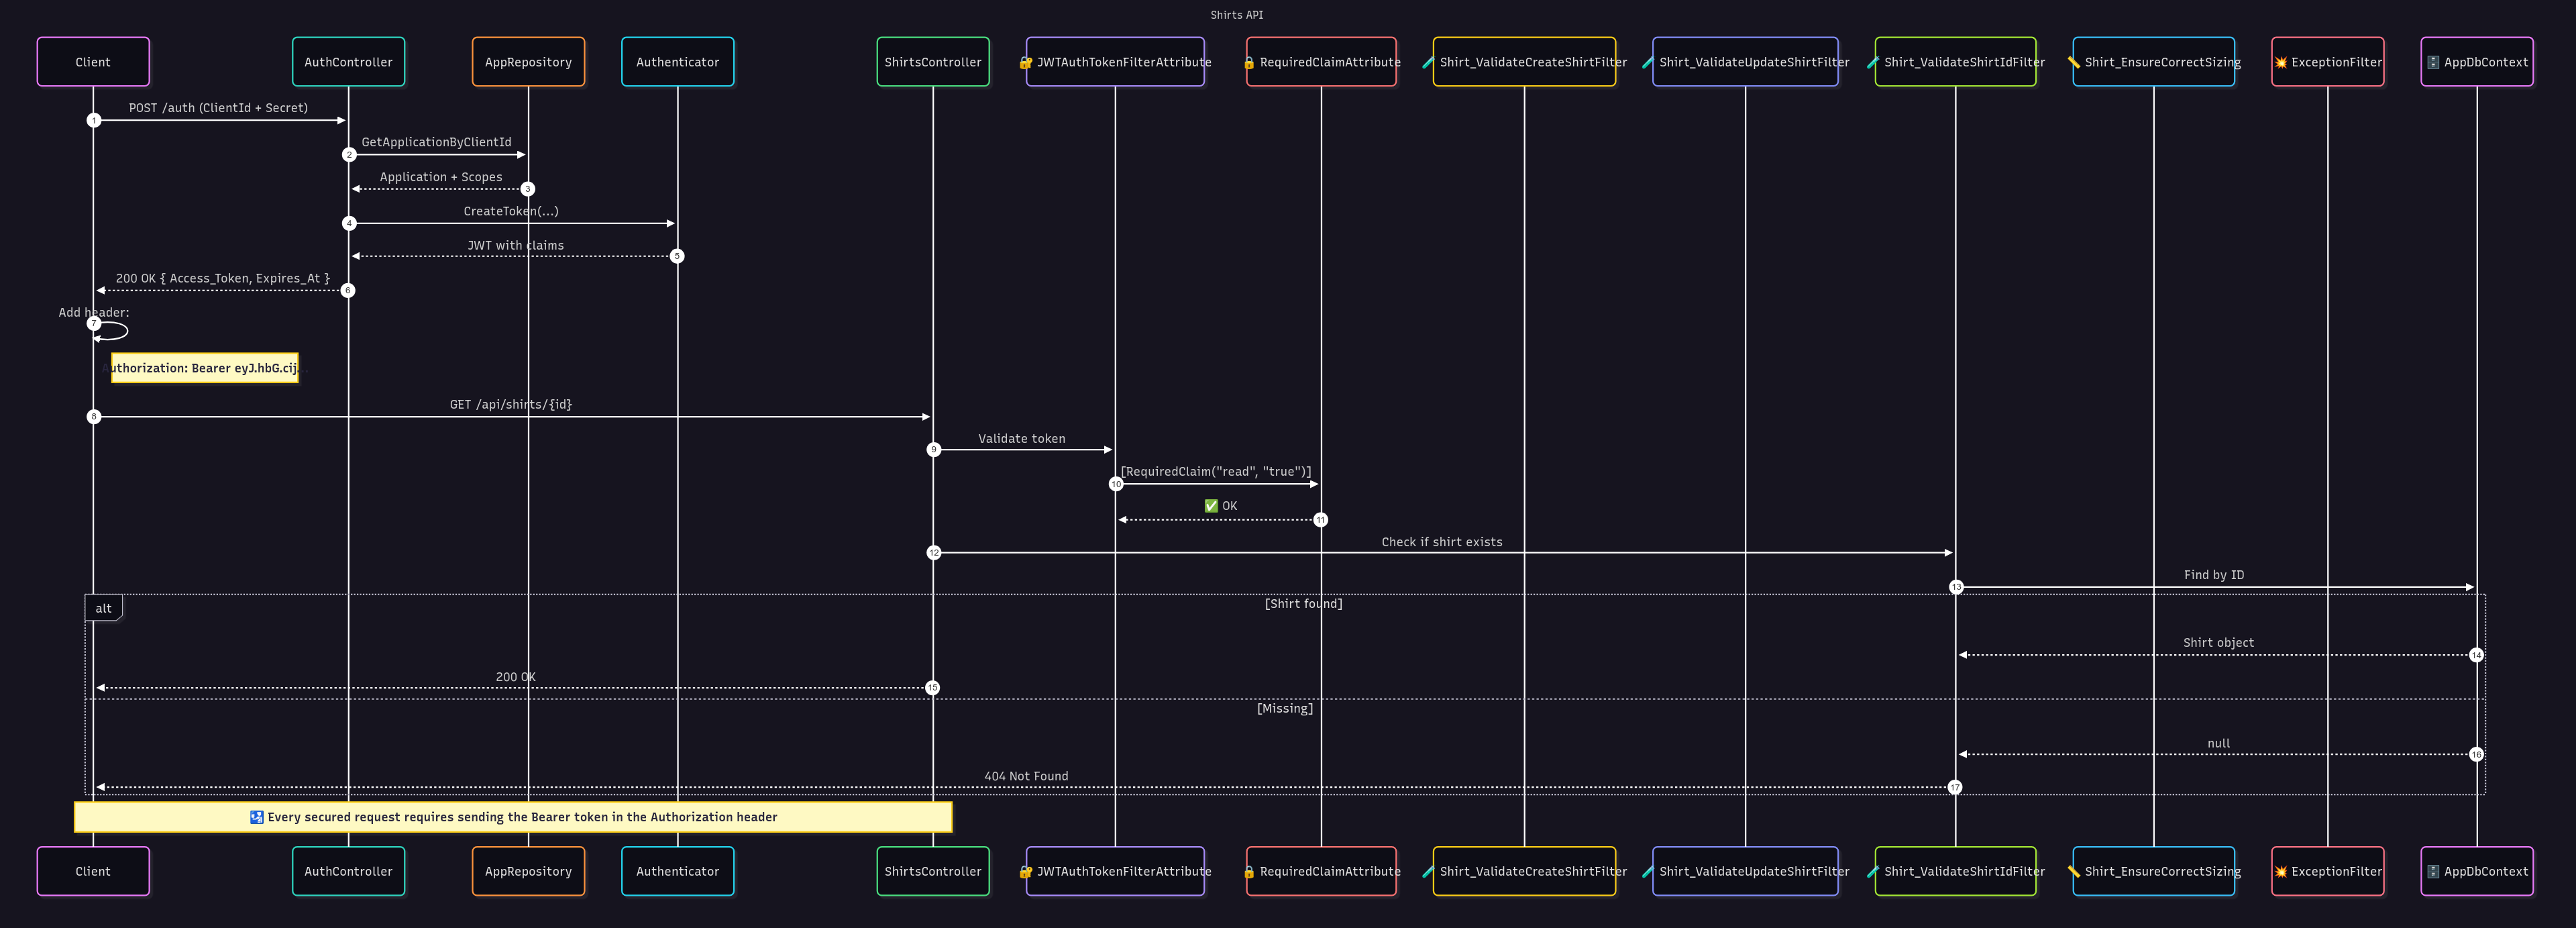 Shirts API
Client
AuthController
AppRepository
Authenticator
ShirtsController
🔐 JWTAuthTokenFilterAttribute
🔒 RequiredClaimAttribute
🧪 Shirt_ValidateCreateShirtFilter
🧪 Shirt_ValidateUpdateShirtFilter
🧪 Shirt_ValidateShirtIdFilter
📏 Shirt_EnsureCorrectSizing
💥 ExceptionFilter
🗄️ AppDbContext
POST /auth (ClientId + Secret)
1
GetApplicationByClientId
2
Application + Scopes
3
CreateToken(...)
4
JWT with claims
5
200 OK { Access_Token, Expires_At }
6
Add header:
7
Authorization: Bearer eyJ.hbG.cij...
GET /api/shirts/{id}
8
Validate token
9
[RequiredClaim("read", "true")]
10
✅ OK
11
Check if shirt exists
12
Find by ID
13
alt
[Shirt found]
Shirt object
14
200 OK
15
[Missing]
null
16
404 Not Found
17
🛂 Every secured request requires sending the Bearer token in the Authorization header
Client
AuthController
AppRepository
Authenticator
ShirtsController
🔐 JWTAuthTokenFilterAttribute
🔒 RequiredClaimAttribute
🧪 Shirt_ValidateCreateShirtFilter
🧪 Shirt_ValidateUpdateShirtFilter
🧪 Shirt_ValidateShirtIdFilter
📏 Shirt_EnsureCorrectSizing
💥 ExceptionFilter
🗄️ AppDbContext